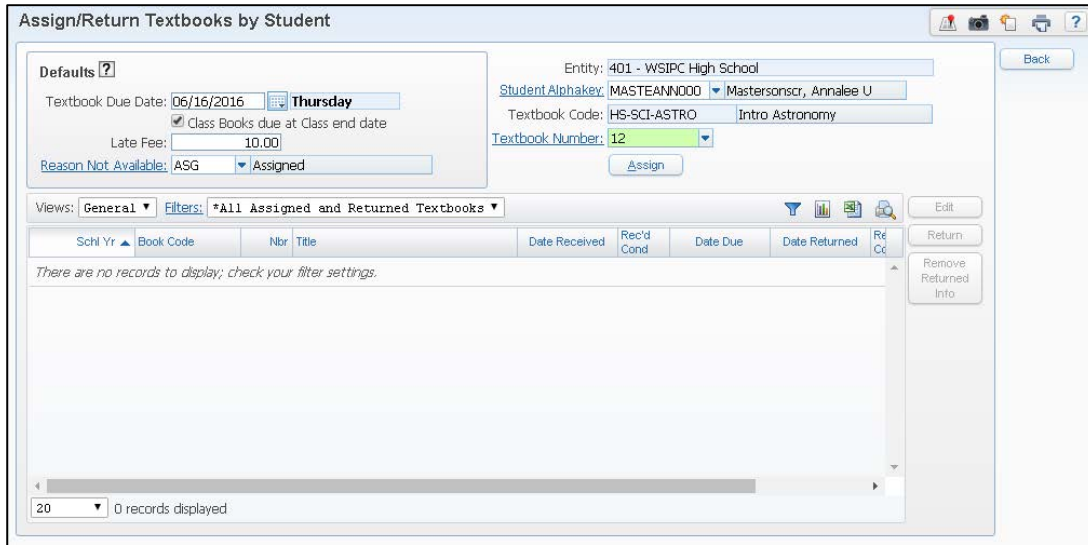 Assign/Return Textbooks by Student
?
Back
Defaults ?
Textbook Due Date: 06/16/2016 Thursday
Class Books due at Class end date
Late Fee: 10.00
Reason Not Available: ASG Assigned
Entity: 401 - WSIPC High School
Student Alphakey: MASTEANN000 Mastersonscr, Annalee U
Textbook Code: HS-SCI-ASTRO Intro Astronomy
Textbook Number: 12
Assign
Views: General Filters: *All Assigned and Returned Textbooks
Edit
Return
Remove
Returned
Info
Schl Yr Book Code Nbr Title Date Received Rec'd Cond Date Due Date Returned Re Co
There are no records to display; check your filter settings.
20 0 records displayed